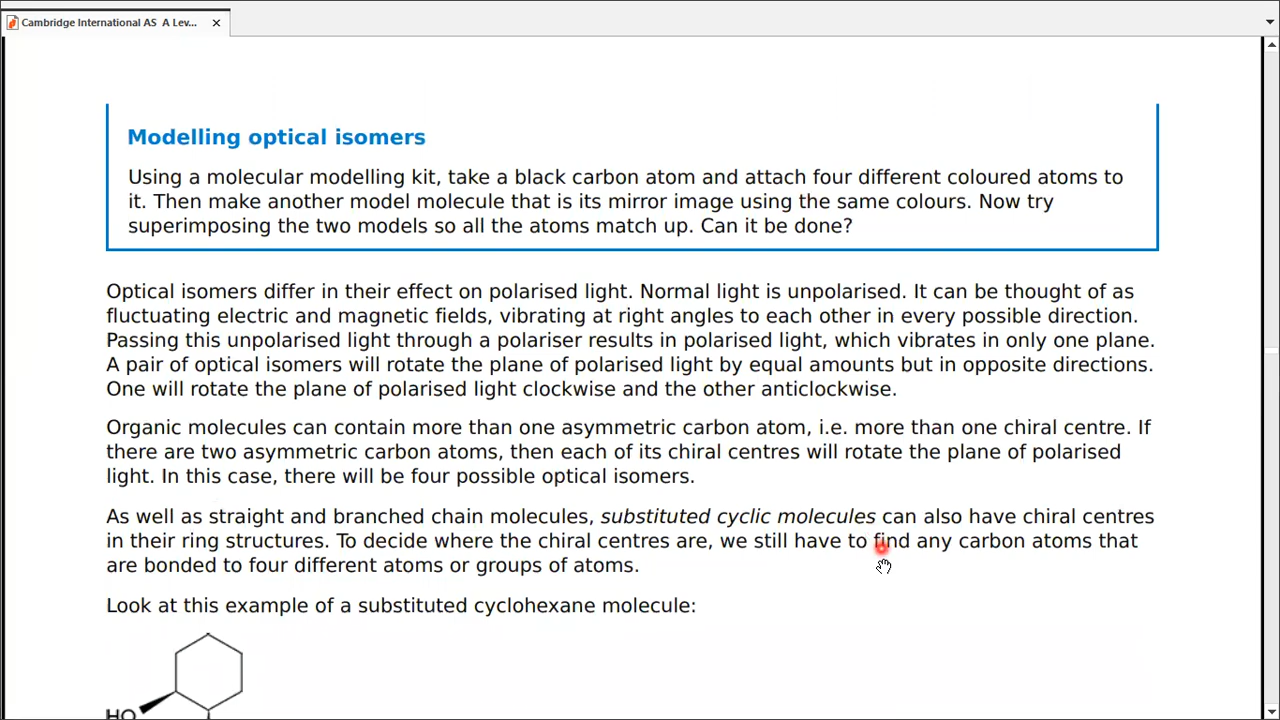 Cambridge International AS A Lev...
Modelling optical isomers
Using a molecular modelling kit, take a black carbon atom and attach four different coloured atoms to
it. Then make another model molecule that is its mirror image using the same colours. Now try
superimposing the two models so all the atoms match up. Can it be done?
Optical isomers differ in their effect on polarised light. Normal light is unpolarised. It can be thought of as
fluctuating electric and magnetic fields, vibrating at right angles to each other in every possible direction.
Passing this unpolarised light through a polariser results in polarised light, which vibrates in only one plane.
A pair of optical isomers will rotate the plane of polarised light by equal amounts but in opposite directions.
One will rotate the plane of polarised light clockwise and the other anticlockwise.
Organic molecules can contain more than one asymmetric carbon atom, i.e. more than one chiral centre. If
there are two asymmetric carbon atoms, then each of its chiral centres will rotate the plane of polarised
light. In this case, there will be four possible optical isomers.
As well as straight and branched chain molecules, substituted cyclic molecules can also have chiral centres
in their ring structures. To decide where the chiral centres are, we still have to find any carbon atoms that
are bonded to four different atoms or groups of atoms.
Look at this example of a substituted cyclohexane molecule:
HO